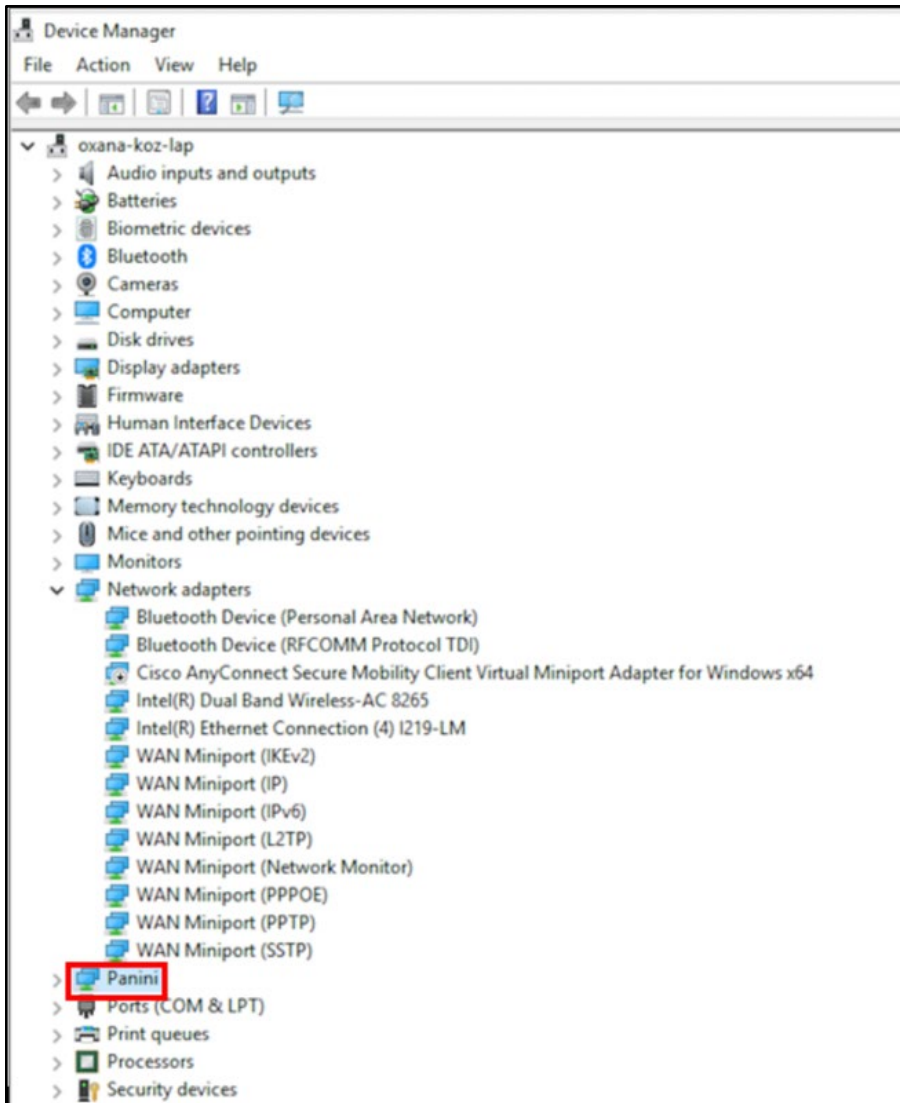 Device Manager
File Action View Help
oxana-koz-lap
Audio inputs and outputs
Batteries
Biometric devices
Bluetooth
Cameras
Computer
Disk drives
Display adapters
Firmware
Human Interface Devices
IDE ATA/ATAPI controllers
Keyboards
Memory technology devices
Mice and other pointing devices
Monitors
Network adapters
Bluetooth Device (Personal Area Network)
Bluetooth Device (RFCOMM Protocol TDI)
Cisco AnyConnect Secure Mobility Client Virtual Miniport Adapter for Windows x64
Intel(R) Dual Band Wireless-AC 8265
Intel(R) Ethernet Connection (4) I219-LM
WAN Miniport (IKEv2)
WAN Miniport (IP)
WAN Miniport (IPv6)
WAN Miniport (L2TP)
WAN Miniport (Network Monitor)
WAN Miniport (PPPOE)
WAN Miniport (PPTP)
WAN Miniport (SSTP)
Panini
Ports (COM & LPT)
Print queues
Processors
Security devices